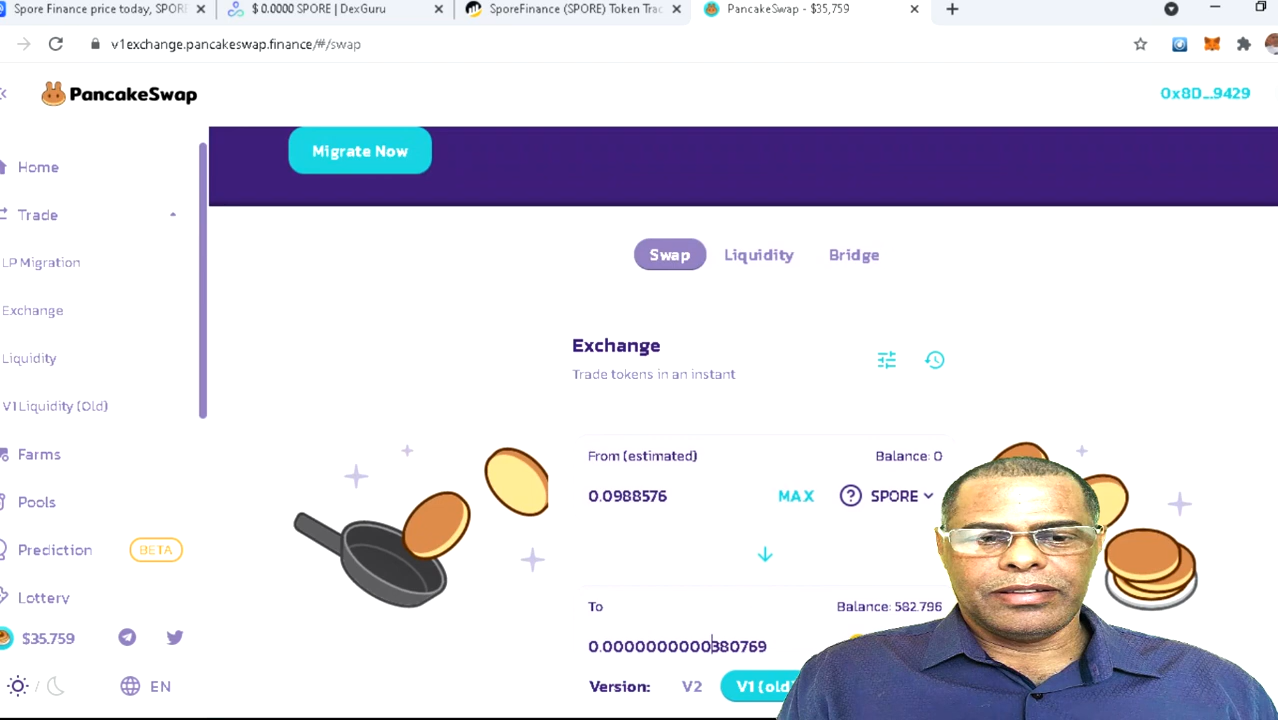 Spore Finance price today, SPORE
$ 0.0000 SPORE | DexGuru
SporeFinance (SPORE) Token Trac
PancakeSwap - $35,759
v1exchange.pancakeswap.finance/#/swap
PancakeSwap
0x8D...9429
Migrate Now
Home
Trade
LP Migration
Exchange
Liquidity
V1 Liquidity (Old)
Farms
Pools
Prediction BETA
Lottery
$35.759
EN
Swap Liquidity Bridge
Exchange
Trade tokens in an instant
From (estimated) Balance: 0
0.0988576 MAX SPORE
To Balance: 582.796
0.0000000000380769
Version: V2 V1 (old)